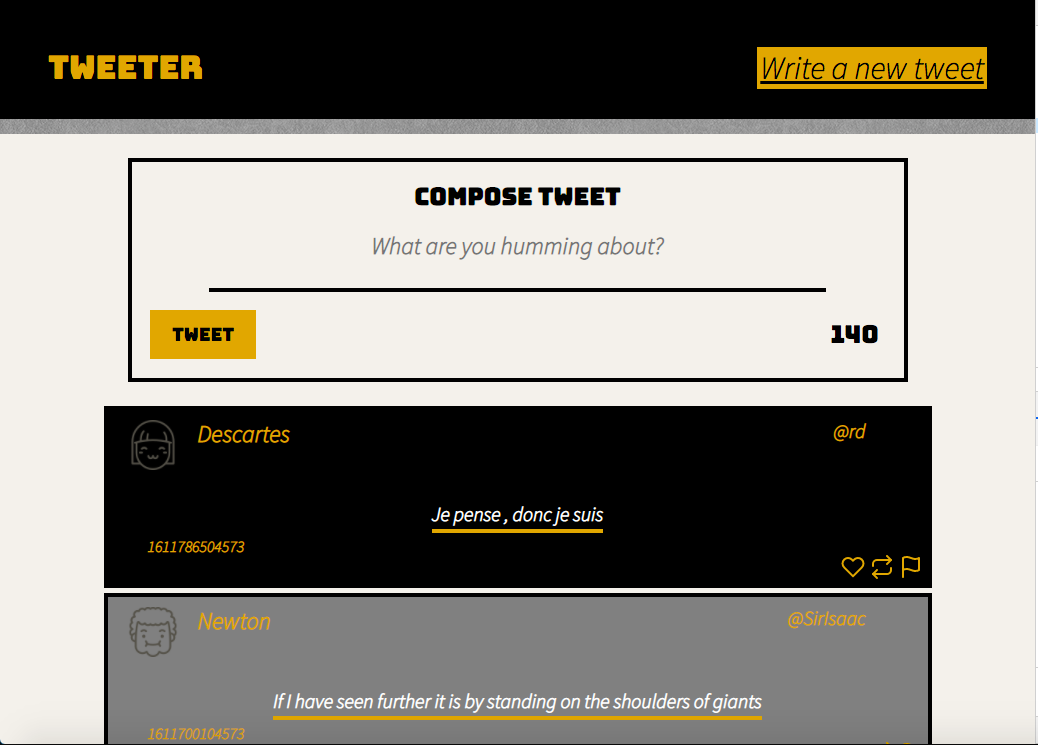 TWEETER
Write a new tweet
COMPOSE TWEET
What are you humming about?
TWEET
140
Descartes
@rd
Je pense , donc je suis
1611786504573
Newton
@SirIsaac
If I have seen further it is by standing on the shoulders of giants
1611700104573